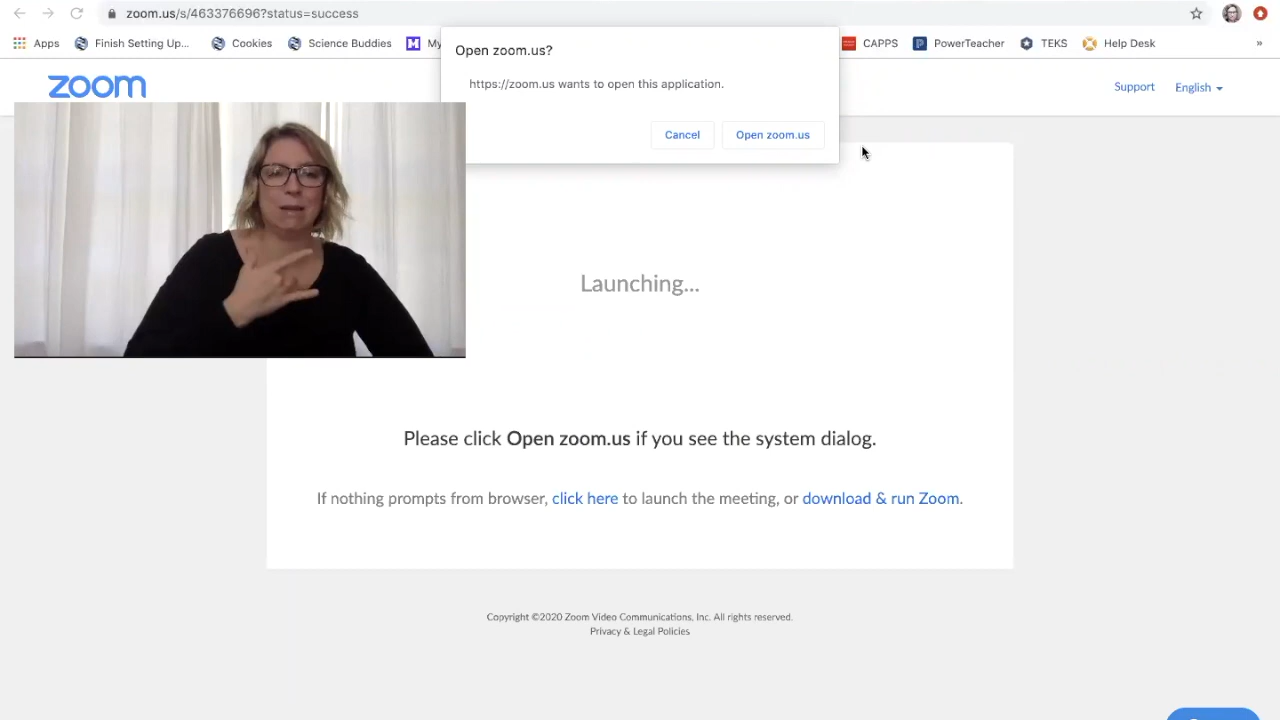 zoom.us/s/463376696?status=success
Apps Finish Setting Up... Cookies Science Buddies My CAPPS PowerTeacher TEKS Help Desk »
Open zoom.us?
https://zoom.us wants to open this application.
Cancel Open zoom.us
zoom
Support English
Launching...
Please click Open zoom.us if you see the system dialog.
If nothing prompts from browser, click here to launch the meeting, or download & run Zoom.
Copyright ©2020 Zoom Video Communications, Inc. All rights reserved.
Privacy & Legal Policies